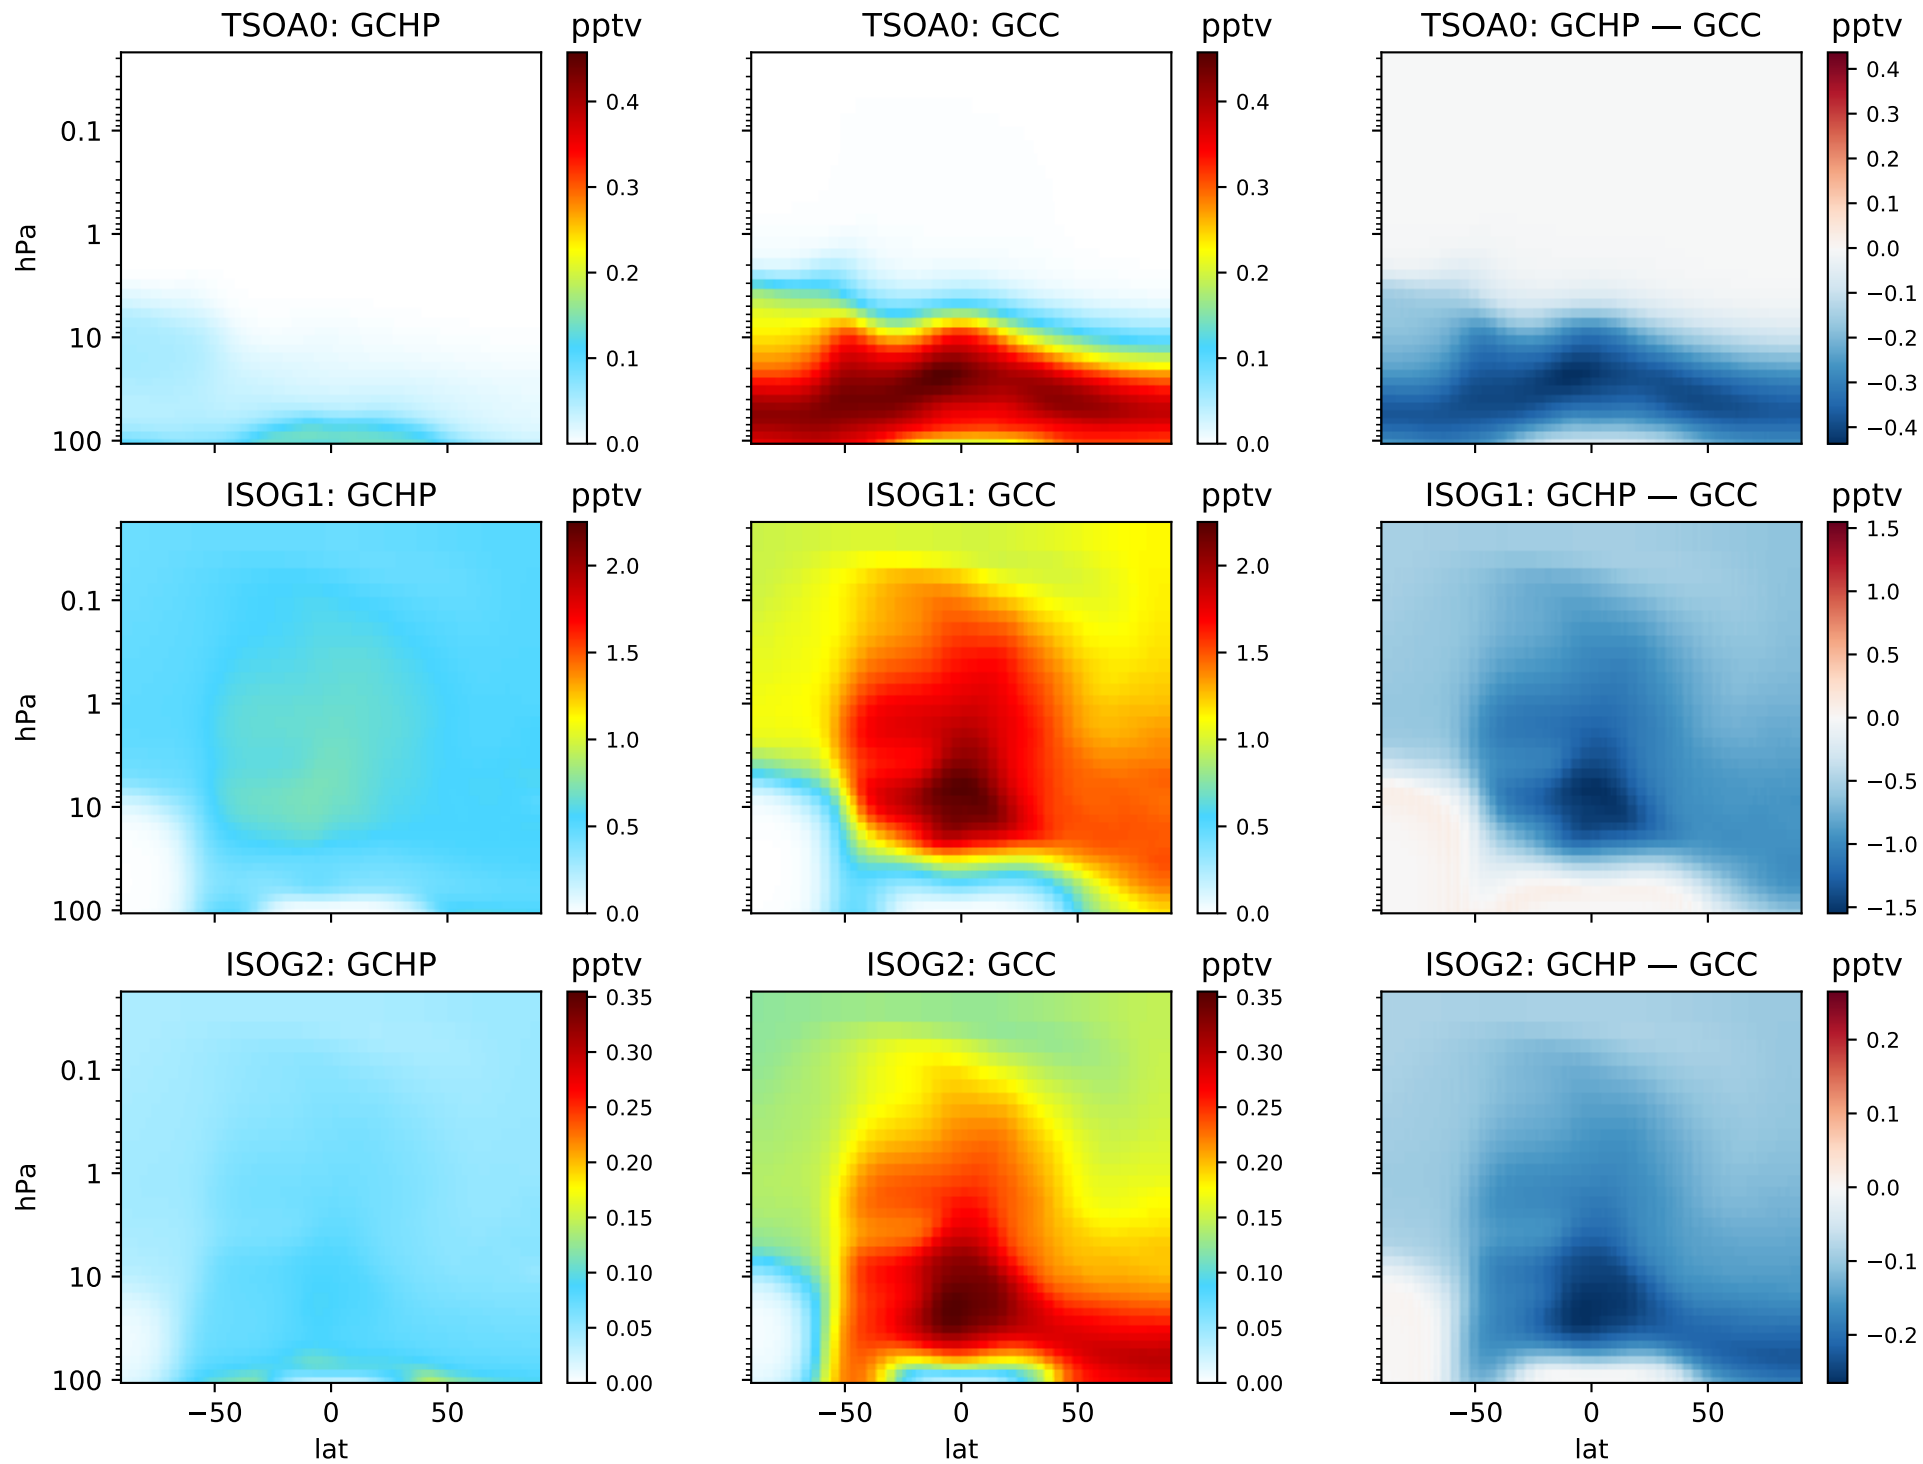 TSOA0: GCHP pptv TSOA0: GCC pptv TSOA0: GCHP — GCC pptv
0.4 0.4 0.4
0.3
0.1 0.3 0.3 0.2
0.1
hPa 1 0.2 0.2 0.0
−0.1
10 0.1 0.1 −0.2
−0.3
100 0.0 0.0 −0.4
ISOG1: GCHP pptv ISOG1: GCC pptv ISOG1: GCHP — GCC pptv
2.0 2.0 1.5
0.1 1.0
1.5 1.5 0.5
hPa 1 1.0 1.0 0.0
10 −0.5
0.5 0.5 −1.0
100 0.0 0.0 −1.5
ISOG2: GCHP pptv ISOG2: GCC pptv ISOG2: GCHP — GCC pptv
0.35 0.35
0.1 0.30 0.30 0.2
0.25 0.25 0.1
hPa 1 0.20 0.20 0.0
0.15 0.15
10 0.10 0.10 −0.1
0.05 0.05 −0.2
100 0.00 0.00
−50 0 50 −50 0 50 −50 0 50
lat lat lat